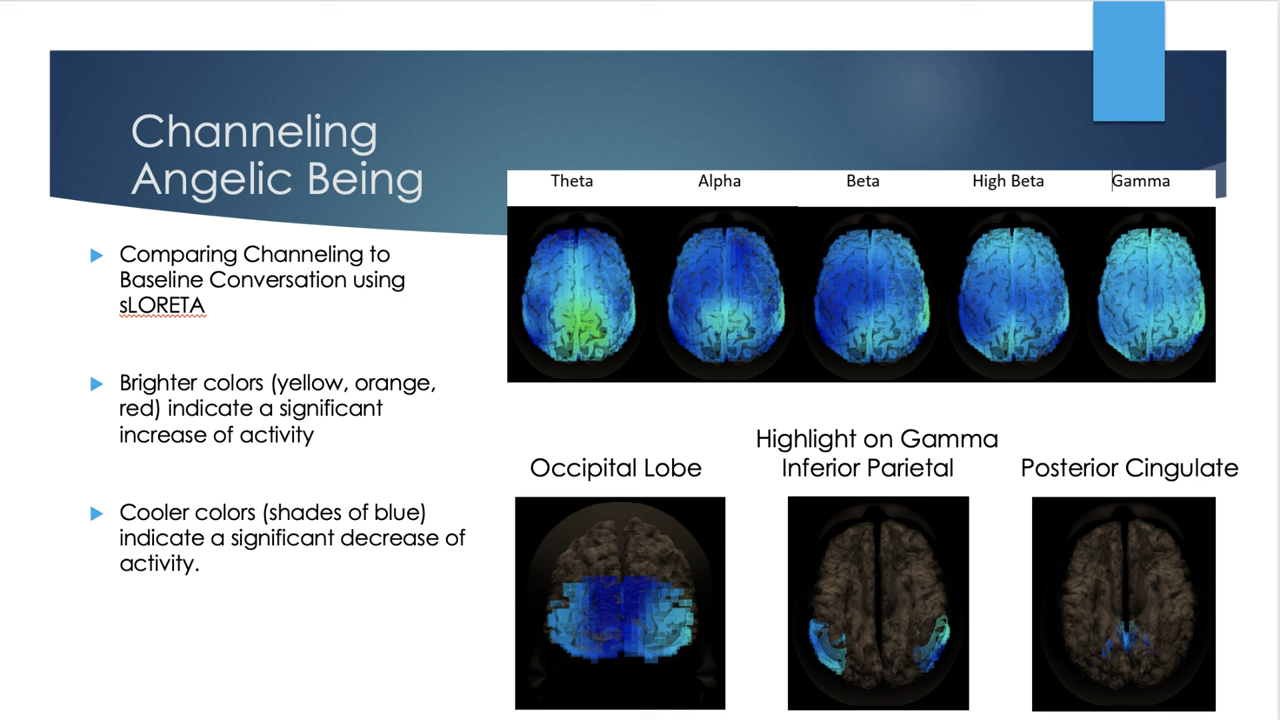 Channeling
Angelic Being
Comparing Channeling to
Baseline Conversation using
sLORETA
Brighter colors (yellow, orange,
red) indicate a significant
increase of activity
Cooler colors (shades of blue)
indicate a significant decrease of
activity.
Theta Alpha Beta High Beta Gamma
Highlight on Gamma
Occipital Lobe Inferior Parietal Posterior Cingulate